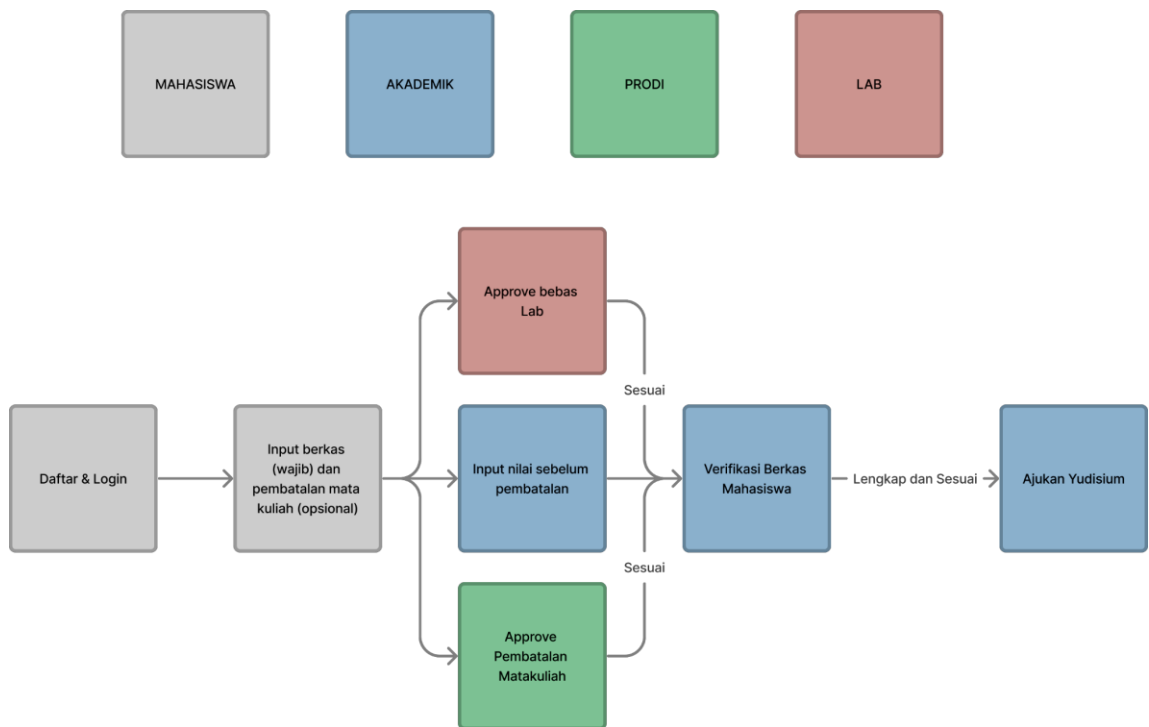 MAHASISWA
AKADEMIK
PRODI
LAB
Approve bebas
Lab
Sesuai
Daftar & Login
Input berkas
(wajib) dan
pembatalan mata
kuliah (opsional)
Input nilai sebelum
pembatalan
Verifikasi Berkas
Mahasiswa
Lengkap dan Sesuai
Ajukan Yudisium
Sesuai
Approve
Pembatalan
Matakuliah